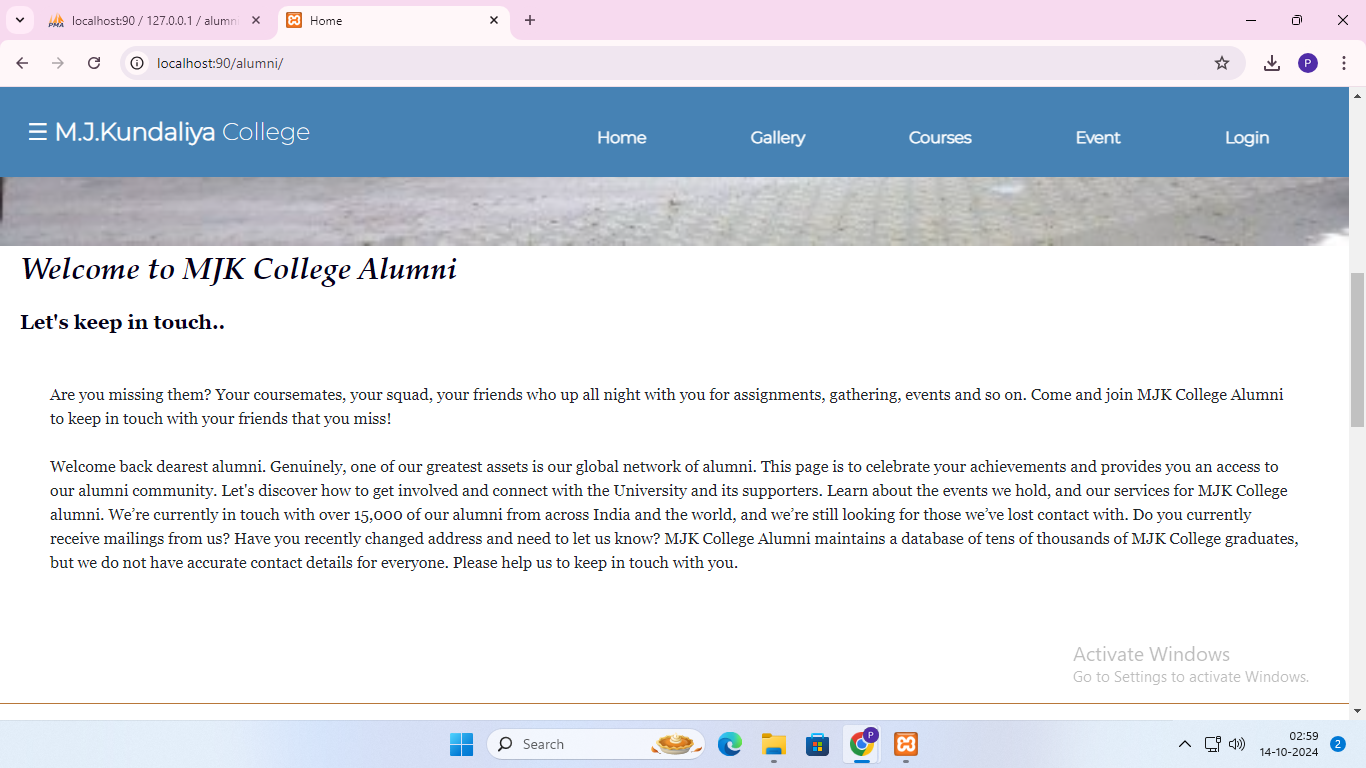 localhost:90 / 127.0.0.1 / alumn
Home
localhost:90/alumni/
P
☰ M.J.Kundaliya College
Home
Gallery
Courses
Event
Login
Welcome to MJK College Alumni
Let's keep in touch..
Are you missing them? Your coursemates, your squad, your friends who up all night with you for assignments, gathering, events and so on. Come and join MJK College Alumni
to keep in touch with your friends that you miss!
Welcome back dearest alumni. Genuinely, one of our greatest assets is our global network of alumni. This page is to celebrate your achievements and provides you an access to
our alumni community. Let's discover how to get involved and connect with the University and its supporters. Learn about the events we hold, and our services for MJK College
alumni. We’re currently in touch with over 15,000 of our alumni from across India and the world, and we’re still looking for those we’ve lost contact with. Do you currently
receive mailings from us? Have you recently changed address and need to let us know? MJK College Alumni maintains a database of tens of thousands of MJK College graduates,
but we do not have accurate contact details for everyone. Please help us to keep in touch with you.
Activate Windows
Go to Settings to activate Windows.
Search
P
02:59
14-10-2024
2